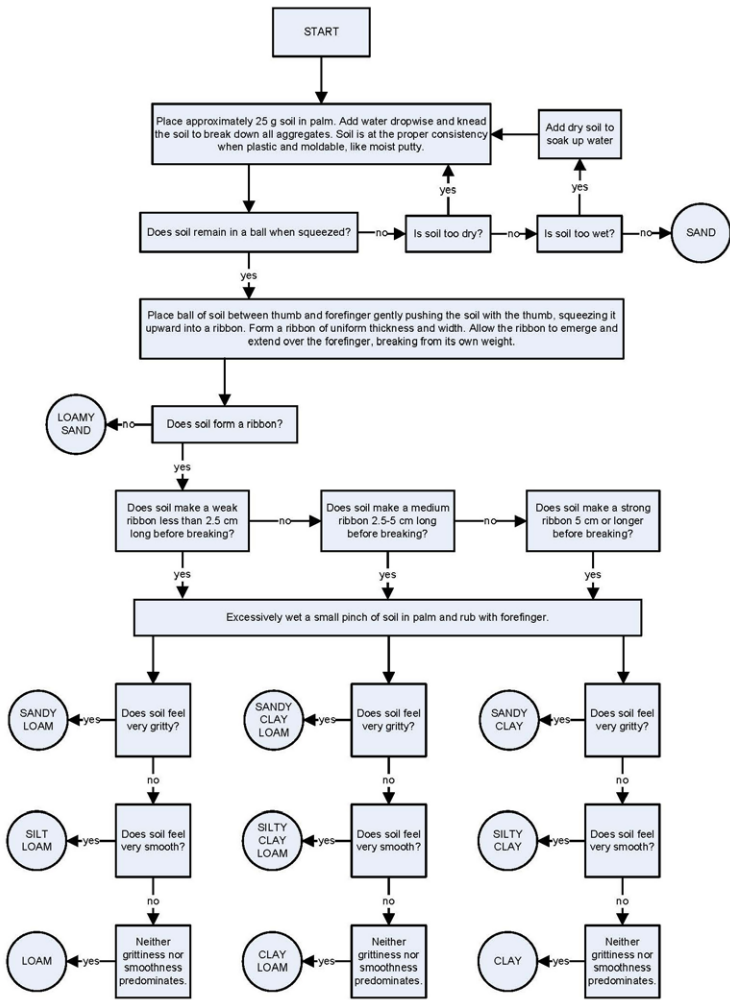 START
Place approximately 25 g soil in palm. Add water dropwise and knead
the soil to break down all aggregates. Soil is at the proper consistency
when plastic and moldable, like moist putty.
Add dry soil to
soak up water
yes
yes
Does soil remain in a ball when squeezed?
no
Is soil too dry?
no
Is soil too wet?
no
SAND
yes
Place ball of soil between thumb and forefinger gently pushing the soil with the thumb, squeezing it
upward into a ribbon. Form a ribbon of uniform thickness and width. Allow the ribbon to emerge and
extend over the forefinger, breaking from its own weight.
LOAMY
SAND
no
Does soil form a ribbon?
yes
Does soil make a weak
ribbon less than 2.5 cm
long before breaking?
no
Does soil make a medium
ribbon 2.5-5 cm long
before breaking?
no
Does soil make a strong
ribbon 5 cm or longer
before breaking?
yes
yes
yes
Excessively wet a small pinch of soil in palm and rub with forefinger.
SANDY
LOAM
yes
Does soil feel
very gritty?
SANDY
CLAY
LOAM
yes
Does soil feel
very gritty?
SANDY
CLAY
yes
Does soil feel
very gritty?
no
no
no
SILT
LOAM
yes
Does soil feel
very smooth?
SILTY
CLAY
LOAM
yes
Does soil feel
very smooth?
SILTY
CLAY
yes
Does soil feel
very smooth?
no
no
no
LOAM
yes
Neither
grittiness nor
smoothness
predominates.
CLAY
LOAM
yes
Neither
grittiness nor
smoothness
predominates.
CLAY
yes
Neither
grittiness nor
smoothness
predominates.